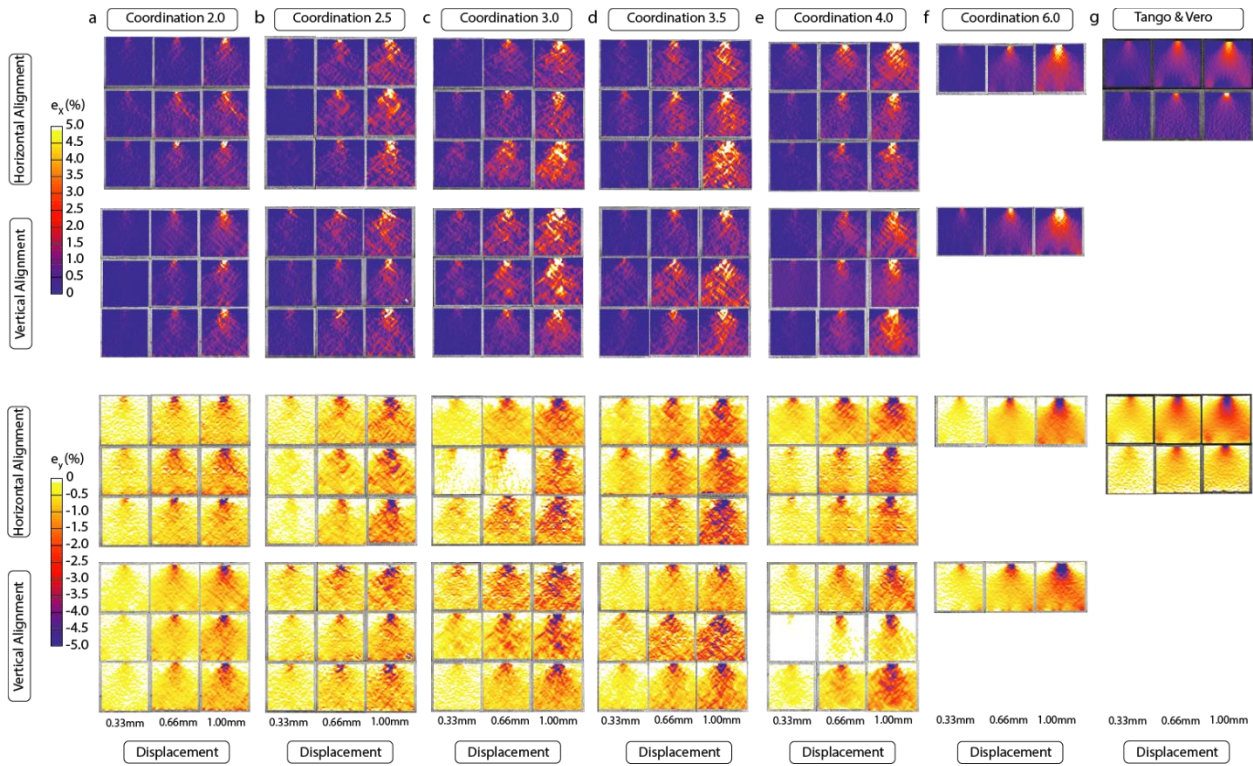 a Coordination 2.0 b Coordination 2.5 c Coordination 3.0 d Coordination 3.5 e Coordination 4.0 f Coordination 6.0 g Tango & Vero
Horizontal Alignment
e_x (%)
5.0
4.5
4.0
3.5
3.0
2.5
2.0
1.5
1.0
0.5
0
Vertical Alignment
Horizontal Alignment
e_y (%)
0
-0.5
-1.0
-1.5
-2.0
-2.5
-3.0
-3.5
-4.0
-4.5
-5.0
Vertical Alignment
0.33mm 0.66mm 1.00mm 0.33mm 0.66mm 1.00mm 0.33mm 0.66mm 1.00mm 0.33mm 0.66mm 1.00mm 0.33mm 0.66mm 1.00mm 0.33mm 0.66mm 1.00mm 0.33mm 0.66mm 1.00mm
Displacement Displacement Displacement Displacement Displacement Displacement Displacement